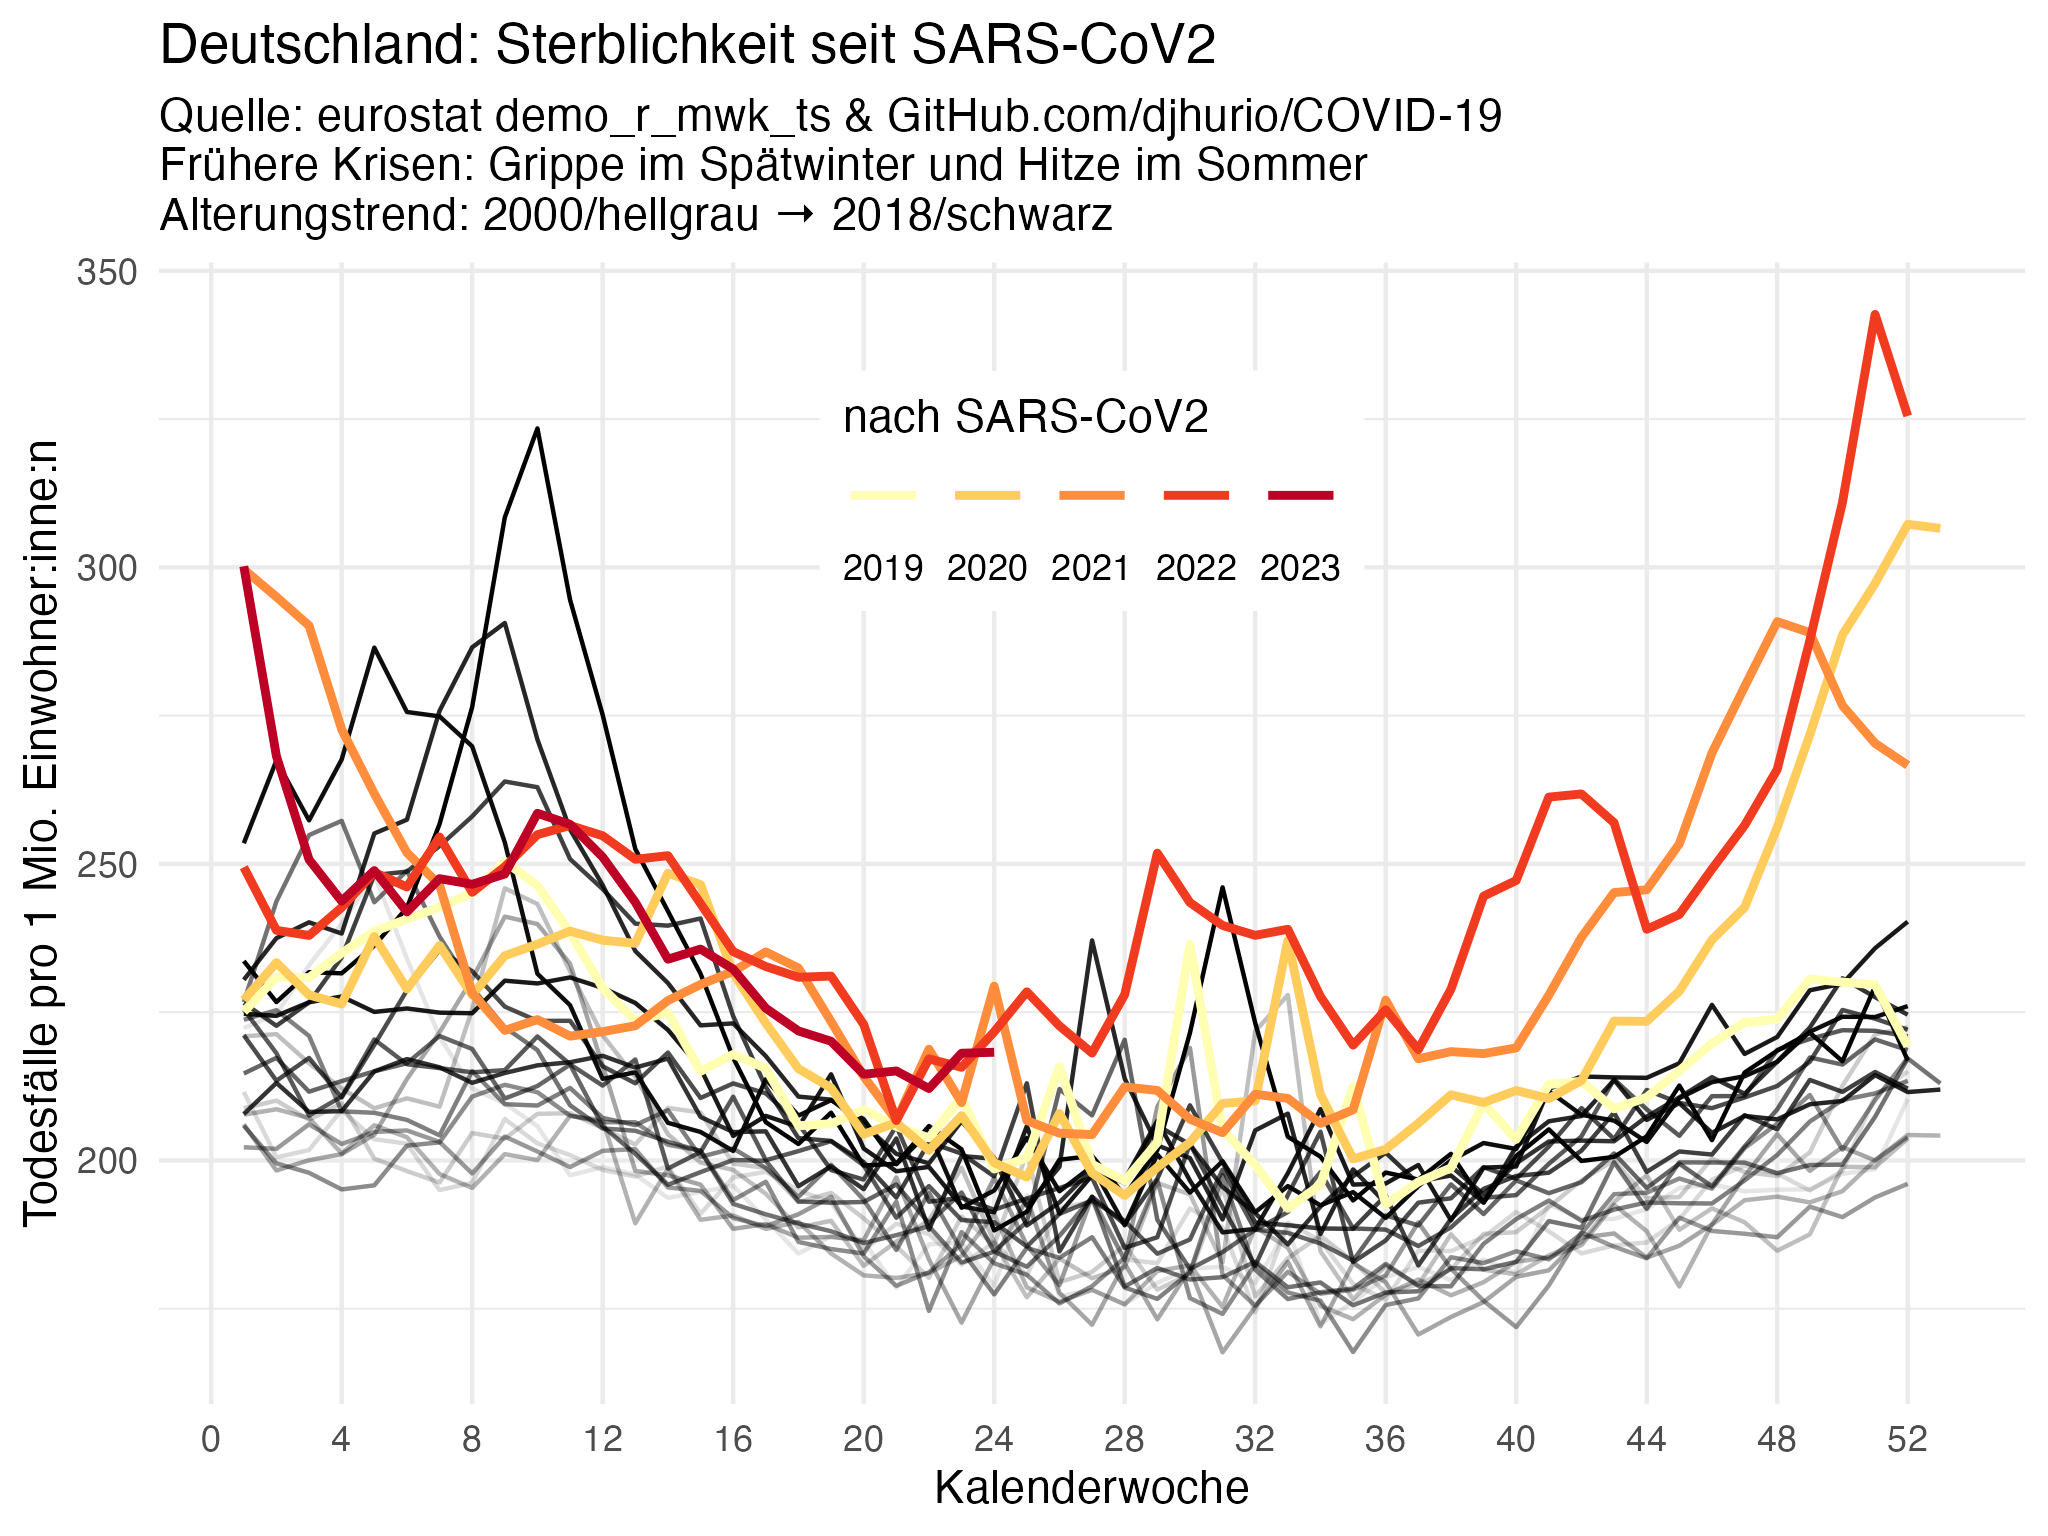 Deutschland: Sterblichkeit seit SARS-CoV2
Quelle: eurostat demo_r_mwk_ts & GitHub.com/djhurio/COVID-19
Frühere Krisen: Grippe im Spätwinter und Hitze im Sommer
Alterungstrend: 2000/hellgrau → 2018/schwarz
Todesfälle pro 1 Mio. Einwohner:inne:n
350
300
250
200
nach SARS-CoV2
2019 2020 2021 2022 2023
0 4 8 12 16 20 24 28 32 36 40 44 48 52
Kalenderwoche